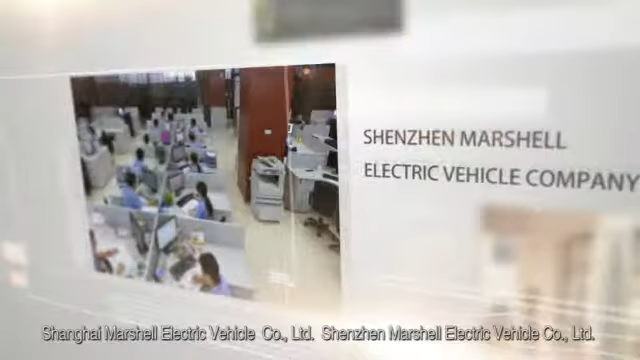 SHENZHEN MARSHELL
ELECTRIC VEHICLE COMPANY
Shanghai Marshell Electric Vehicle Co., Ltd. Shenzhen Marshell Electric Vehicle Co., Ltd.